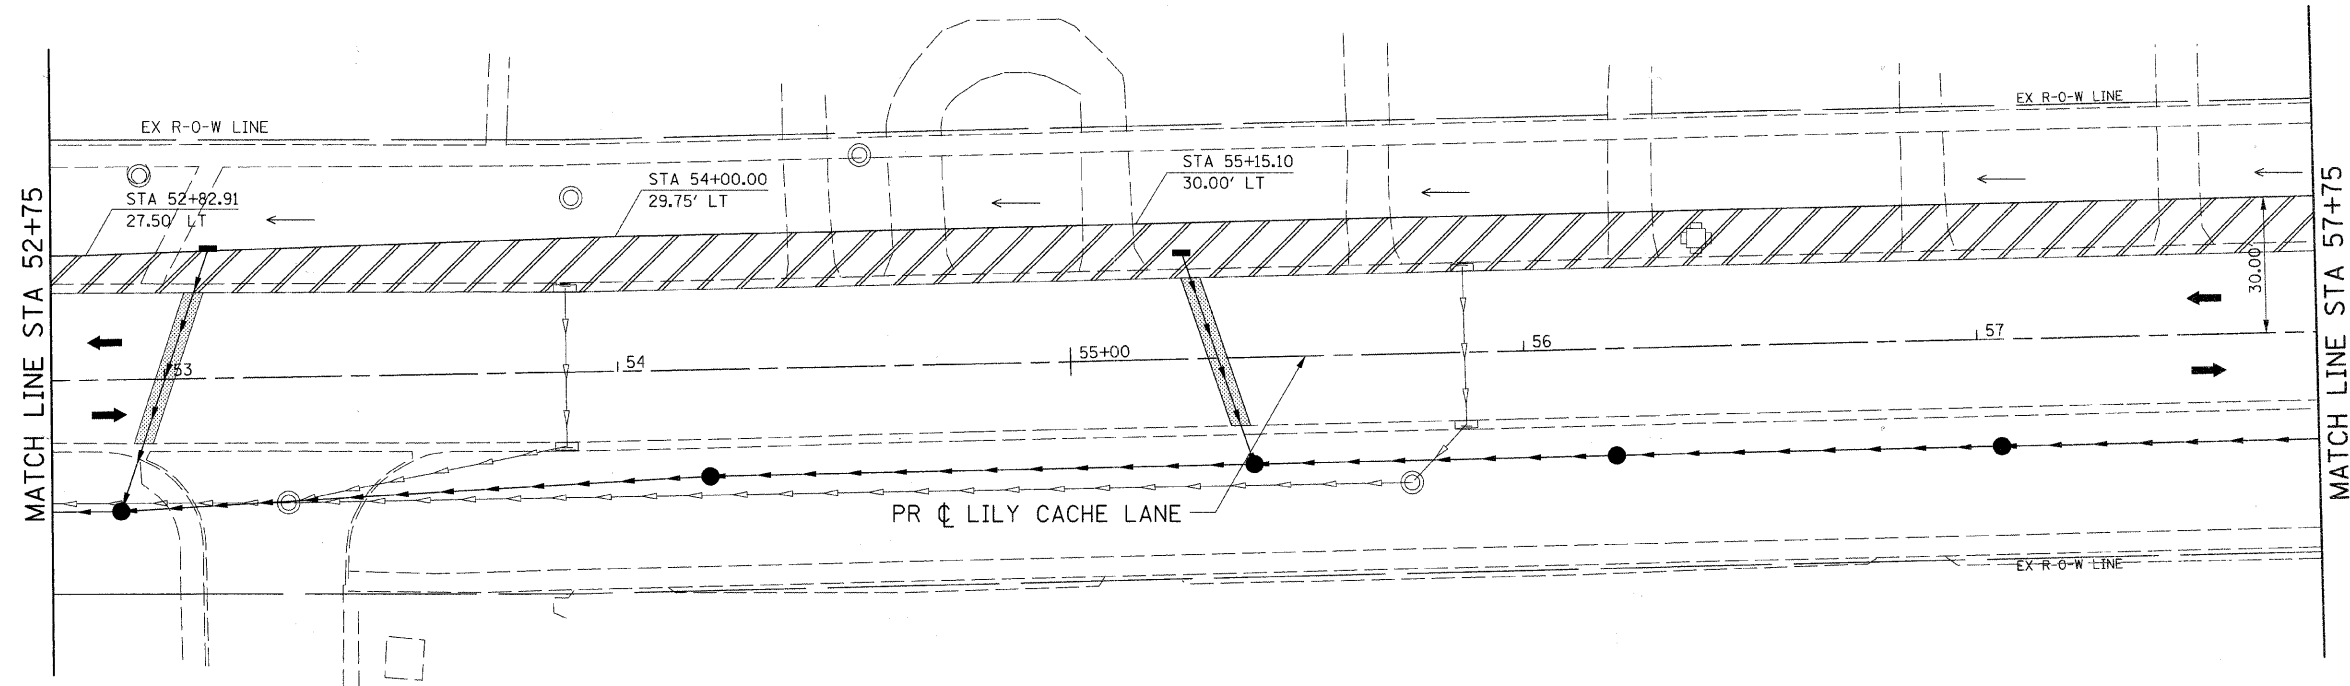 EX R-O-W LINE
EX R-O-W LINE
STA 52+82.91
27.50' LT
STA 54+00.00
29.75' LT
STA 55+15.10
30.00' LT
MATCH LINE STA 52+75
MATCH LINE STA 57+75
30.00'
53
54
55+00
56
57
PR ℄ LILY CACHE LANE
EX R-O-W LINE